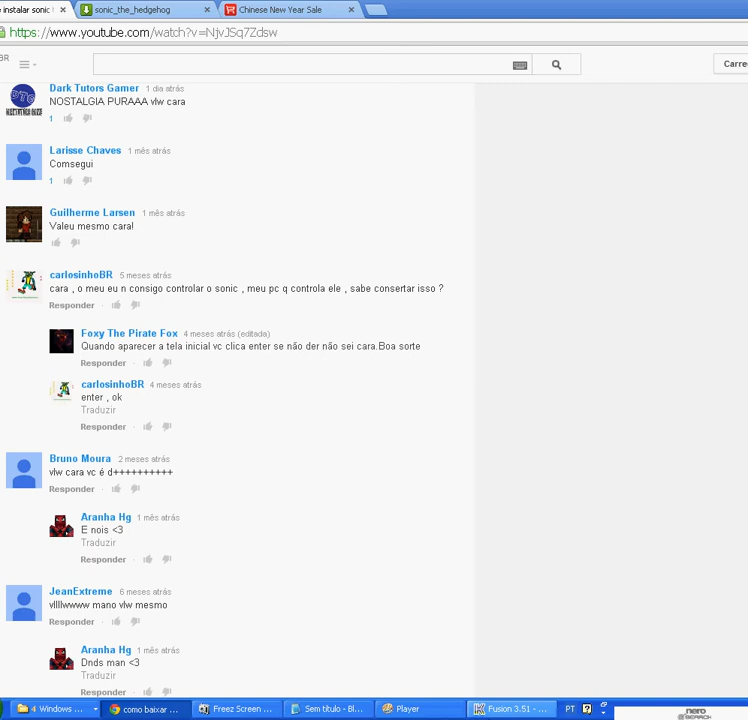 e instalar sonic
sonic_the_hedgehog
Chinese New Year Sale
https://www.youtube.com/watch?v=NjvJSq7Zdsw
BR
Carre
Dark Tutors Gamer 1 dia atrás
NOSTALGIA PURAAA vlw cara
1
Larisse Chaves 1 mês atrás
Comsegui
1
Guilherme Larsen 1 mês atrás
Valeu mesmo cara!
carlosinhoBR 5 meses atrás
cara , o meu eu n consigo controlar o sonic , meu pc q controla ele , sabe consertar isso ?
Responder
Foxy The Pirate Fox 4 meses atrás (editada)
Quando aparecer a tela inicial vc clica enter se não der não sei cara.Boa sorte
Responder
carlosinhoBR 4 meses atrás
enter , ok
Traduzir
Responder
Bruno Moura 2 meses atrás
vlw cara vc é d++++++++++
Responder
Aranha Hg 1 mês atrás
E nois <3
Traduzir
Responder
JeanExtreme 6 meses atrás
vllllwwww mano vlw mesmo
Responder
Aranha Hg 1 mês atrás
Dnds man <3
Traduzir
Responder
4 Windows ... como baixar ... Freez Screen ... Sem título - Bl... Player Fusion 3.51 - ... PT
nero
SEARCH